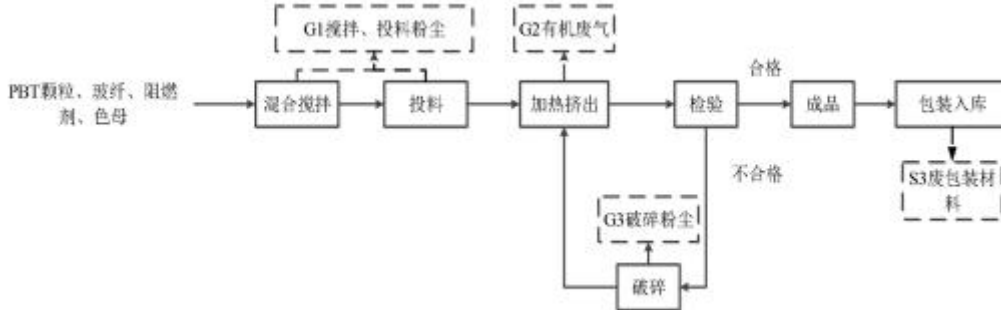 G1搅拌、投料粉尘
G2有机废气
合格
PBT颗粒、玻纤、阻燃
剂、色母
混合搅拌
投料
加热挤出
检验
成品
包装入库
不合格
S3废包装材
料
G3破碎粉尘
破碎